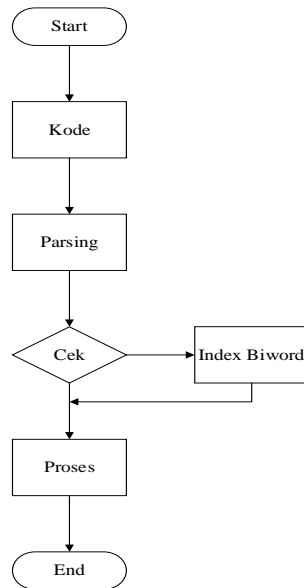 Start
Kode
Parsing
Cek
Index Biword
Proses
End